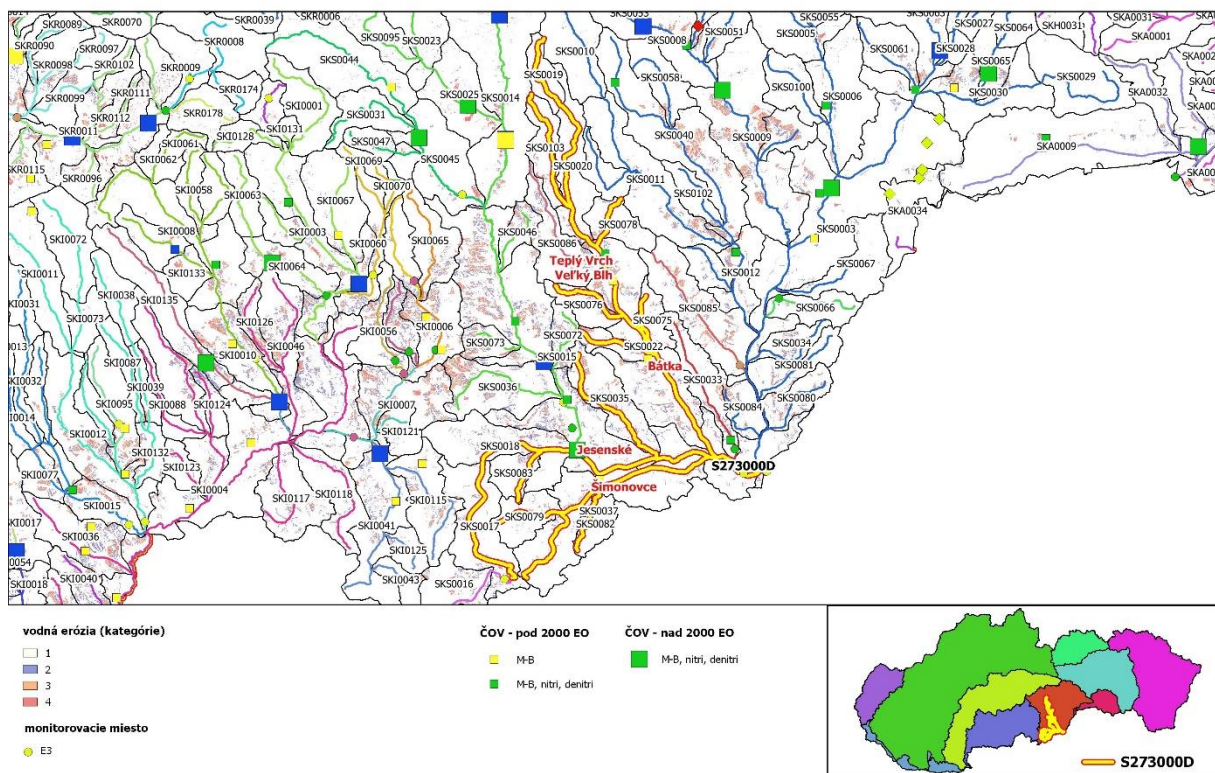 SKR0089
SKR0070
SKR0039
SKR0006
SKS0095
SKS0023
SKS0010
SKS0008
SKS0051
SKS0005
SKS0055
SKS0027
SKS0064
SKH0031
SKA0031
SKA0001
SKR0090
SKR0097
SKR0008
SKR0098
SKR0102
SKR0009
SKS0044
SKS0019
SKS0058
SKS0061
SKS0028
SKS0065
SKS0029
SKR0111
SKR0174
SKI0001
SKS0025
SKS0014
SKS0100
SKS0006
SKS0030
SKA0032
SKR0099
SKR0112
SKR0178
SKS0031
SKR0011
SKI0128
SKI0131
SKS0040
SKS0009
SKI0061
SKS0047
SKS0103
SKA0009
SKI0062
SKI0069
SKS0045
SKS0020
SKR0115
SKR0096
SKI0058
SKI0063
SKI0070
SKS0011
SKS0102
SKI0067
SKA0034
SKI0008
SKI0003
SKI0065
SKS0046
SKS0078
SKS0003
SKI0072
SKI0060
SKS0086
SKI0011
SKI0133
SKI0064
Teplý Vrch
SKS0067
Veľký Blh
SKS0012
SKI0038
SKI0135
SKI0031
SKI0073
SKI0126
SKI0056
SKI0006
SKS0076
SKS0075
SKS0085
SKS0066
SKI0046
SKS0073
SKS0072
SKS0022
SKS0034
SKI0010
SKS0015
SKI0087
Bátka
SKS0081
SKI0032
SKI0039
SKS0036
SKS0033
SKI0095
SKI0088
SKI0124
SKI0007
SKS0035
SKS0080
SKI0014
SKS0084
SKI0012
SKI0121
SKI0132
SKS0018
Jesenské
SKI0077
SKI0123
S273000D
SKS0083
SKI0004
Šimonovce
SKI0117
SKI0118
SKI0115
SKI0015
SKS0079
SKS0037
SKI0017
SKI0041
SKS0017
SKS0082
SKI0036
SKI0125
SKI0040
SKI0043
SKS0016
SKI0018
vodná erózia (kategórie)
1
2
3
4
monitorovacie miesto
E3
ČOV - pod 2000 EO
M-B
M-B, nitri, denitri
ČOV - nad 2000 EO
M-B, nitri, denitri
S273000D